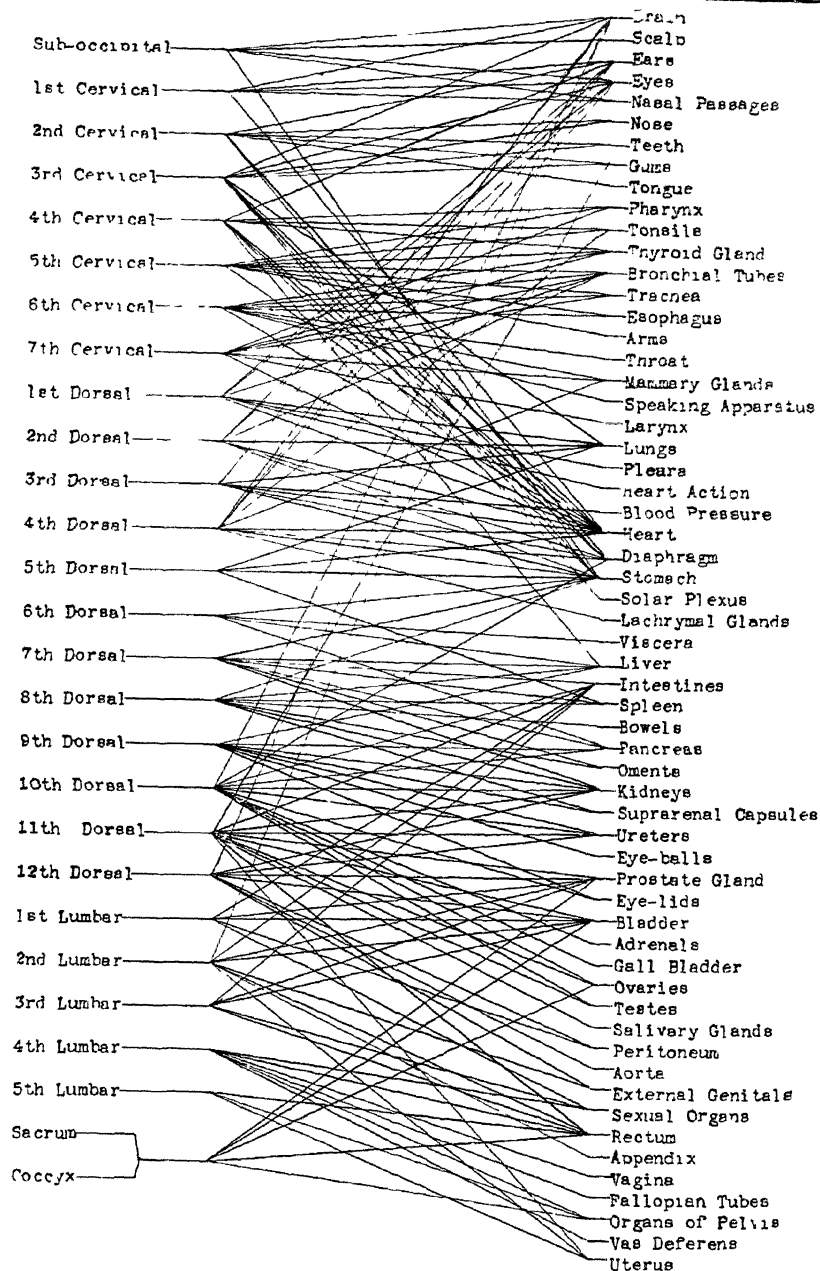 Sub-occipital
1st Cervical
2nd Cervical
3rd Cervical
4th Cervical
5th Cervical
6th Cervical
7th Cervical
1st Dorsal
2nd Dorsal
3rd Dorsal
4th Dorsal
5th Dorsal
6th Dorsal
7th Dorsal
8th Dorsal
9th Dorsal
10th Dorsal
11th Dorsal
12th Dorsal
1st Lumbar
2nd Lumbar
3rd Lumbar
4th Lumbar
5th Lumbar
Sacrum
Coccyx
Brain
Scalp
Ears
Eyes
Nasal Passages
Nose
Teeth
Gums
Tongue
Pharynx
Tonsils
Thyroid Gland
Bronchial Tubes
Trachea
Esophagus
Arms
Throat
Mammary Glands
Speaking Apparatus
Larynx
Lungs
Pleura
Heart Action
Blood Pressure
Heart
Diaphragm
Stomach
Solar Plexus
Lachrymal Glands
Viscera
Liver
Intestines
Spleen
Bowels
Pancreas
Oments
Kidneys
Suprarenal Capsules
Ureters
Eye-balls
Prostate Gland
Eye-lids
Bladder
Adrenals
Gall Bladder
Ovaries
Testes
Salivary Glands
Peritoneum
Aorta
External Genitals
Sexual Organs
Rectum
Appendix
Vagina
Fallopian Tubes
Organs of Pelvis
Vas Deferens
Uterus